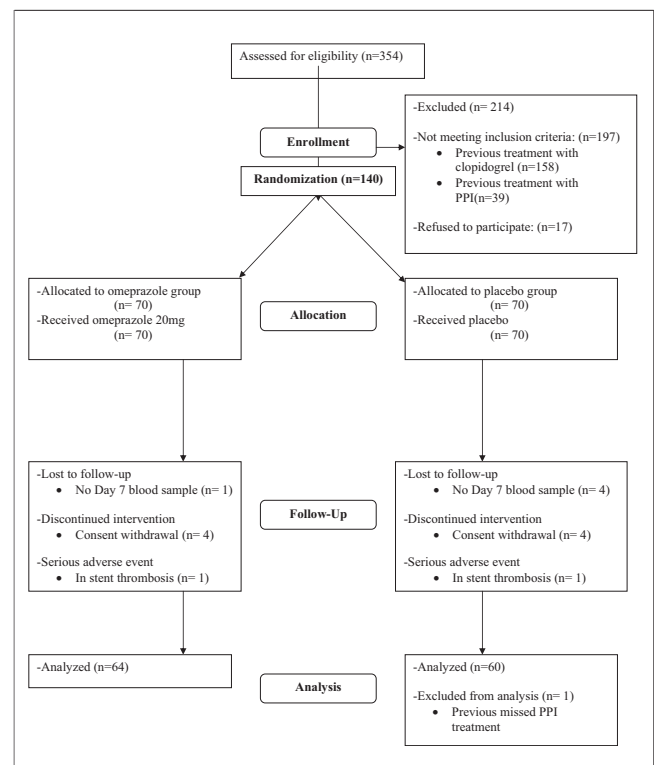 Assessed for eligibility (n=354)
-Excluded (n= 214)
-Not meeting inclusion criteria: (n=197)
• Previous treatment with
clopidogrel (n=158)
• Previous treatment with
PPI(n=39)
-Refused to participate: (n=17)
Enrollment
Randomization (n=140)
-Allocated to omeprazole group
(n= 70)
-Received omeprazole 20mg
(n= 70)
Allocation
-Allocated to placebo group
(n= 70)
-Received placebo
(n= 70)
-Lost to follow-up
• No Day 7 blood sample (n= 1)
-Discontinued intervention
• Consent withdrawal (n= 4)
-Serious adverse event
• In stent thrombosis (n= 1)
Follow-Up
-Lost to follow-up
• No Day 7 blood sample (n= 4)
-Discontinued intervention
• Consent withdrawal (n= 4)
-Serious adverse event
• In stent thrombosis (n= 1)
-Analyzed (n=64)
Analysis
-Analyzed (n=60)
-Excluded from analysis (n= 1)
• Previous missed PPI
treatment